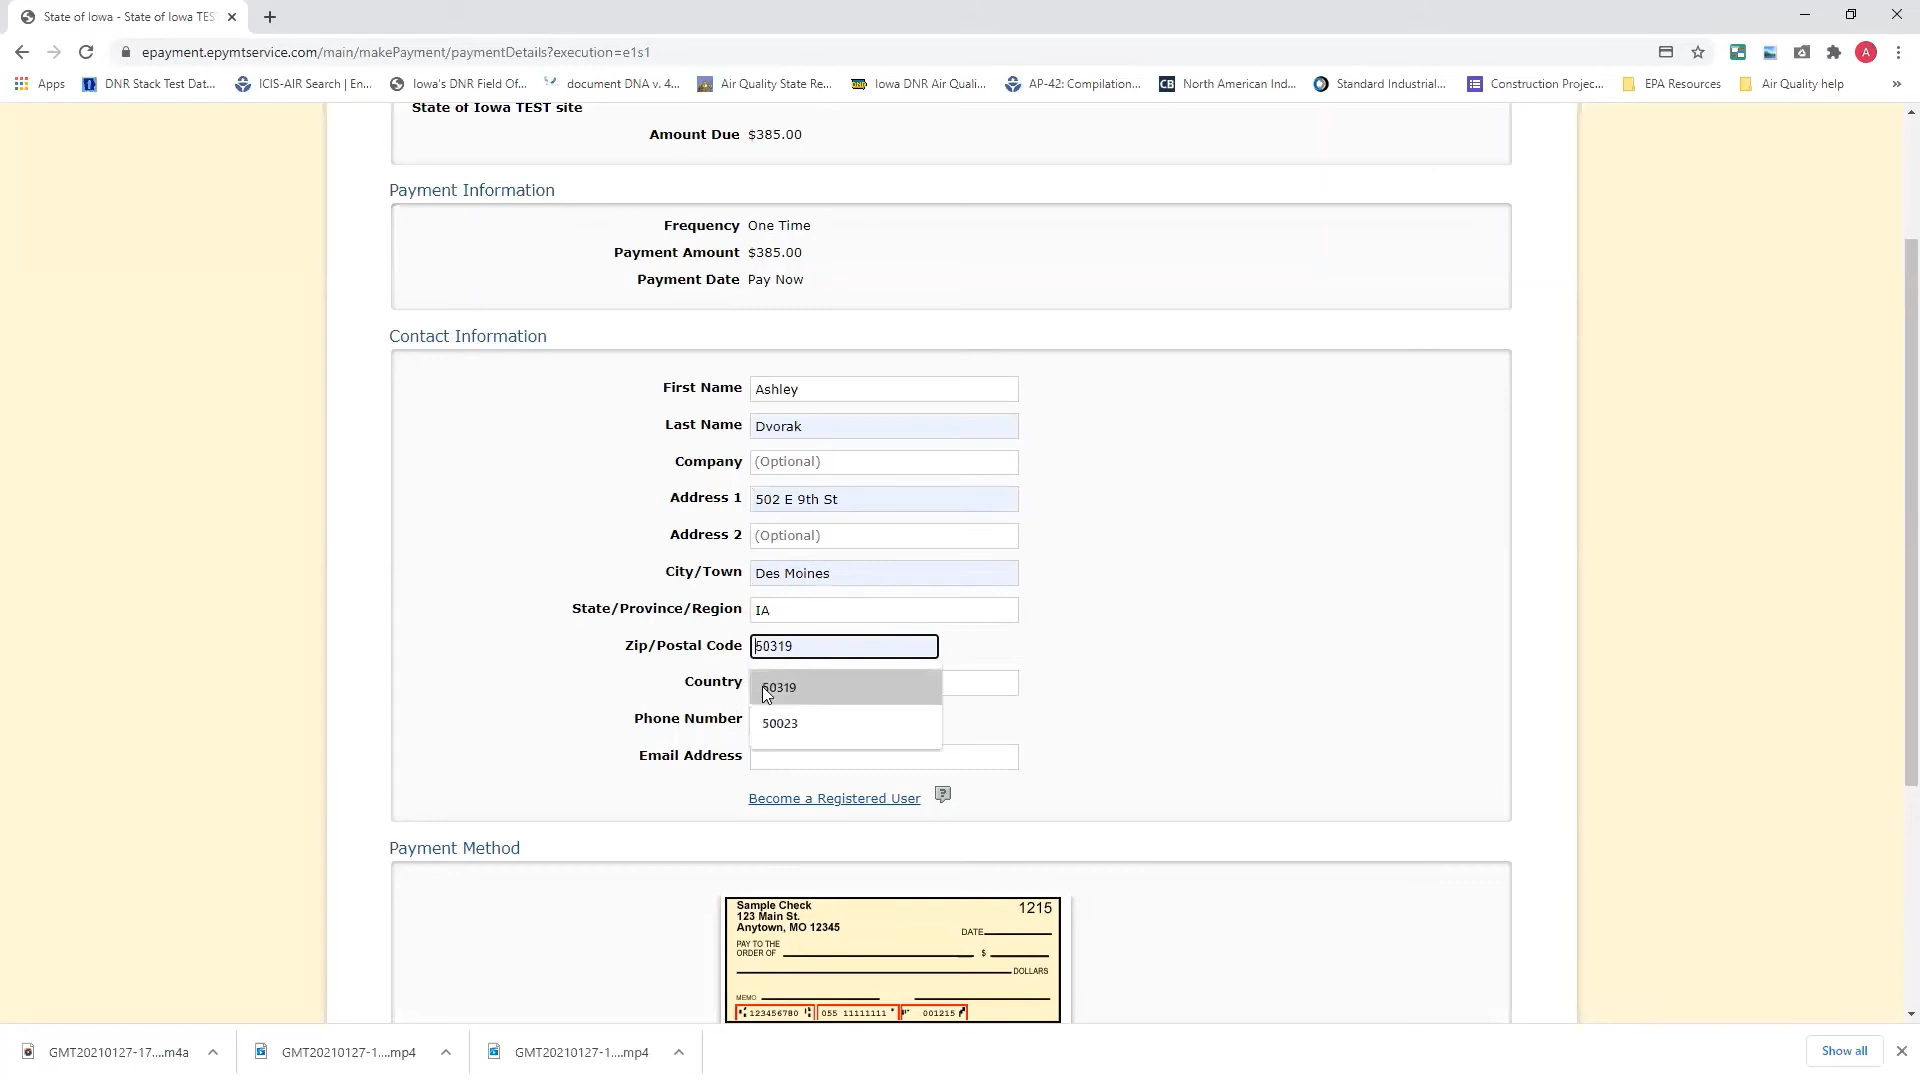 State of Iowa - State of Iowa TES
epayment.epymtservice.com/main/makePayment/paymentDetails?execution=e1s1
A
Apps
DNR Stack Test Dat...
ICIS-AIR Search | En...
Iowa's DNR Field Of...
document DNA v. 4...
Air Quality State Re...
Iowa DNR Air Quali...
AP-42: Compilation...
CB
North American Ind...
Standard Industrial...
Construction Projec...
EPA Resources
Air Quality help
»
State of Iowa TEST site
Amount Due $385.00
Payment Information
Frequency One Time
Payment Amount $385.00
Payment Date Pay Now
Contact Information
First Name Ashley
Last Name Dvorak
Company (Optional)
Address 1 502 E 9th St
Address 2 (Optional)
City/Town Des Moines
State/Province/Region IA
Zip/Postal Code 50319
Country 50319
Phone Number 50023
Email Address
Become a Registered User ?
Payment Method
Sample Check 1215
123 Main St.
Anytown, MO 12345
DATE
PAY TO THE
ORDER OF $
DOLLARS
MEMO
123456780 055 11111111 001215
GMT20210127-17....m4a
GMT20210127-1....mp4
GMT20210127-1....mp4
Show all